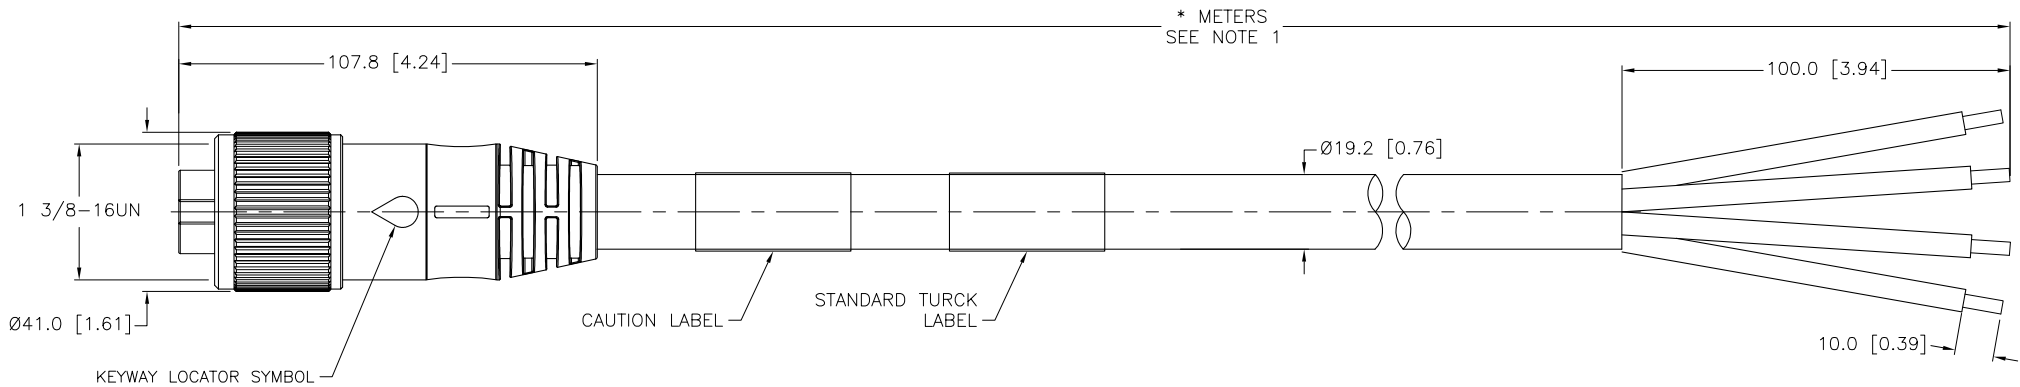 * METERS
SEE NOTE 1
107.8 [4.24]
100.0 [3.94]
Ø19.2 [0.76]
1 3/8-16UN
Ø41.0 [1.61]
STANDARD TURCK
LABEL
CAUTION LABEL
10.0 [0.39]
KEYWAY LOCATOR SYMBOL